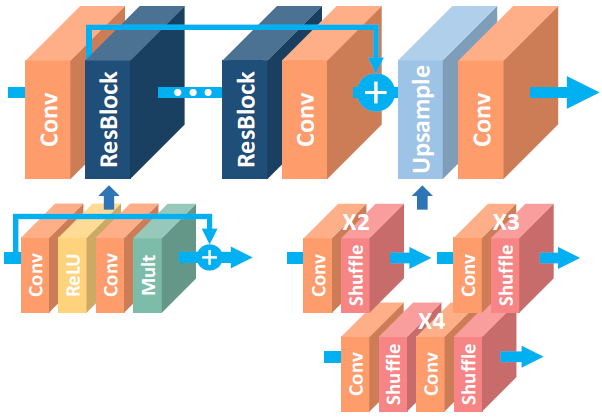 Conv
ResBlock
ResBlock
Conv
Upsample
Conv
Conv
ReLU
Conv
Mult
X2
Conv
Shuffle
X3
Conv
Shuffle
X4
Conv
Shuffle
Conv
Shuffle